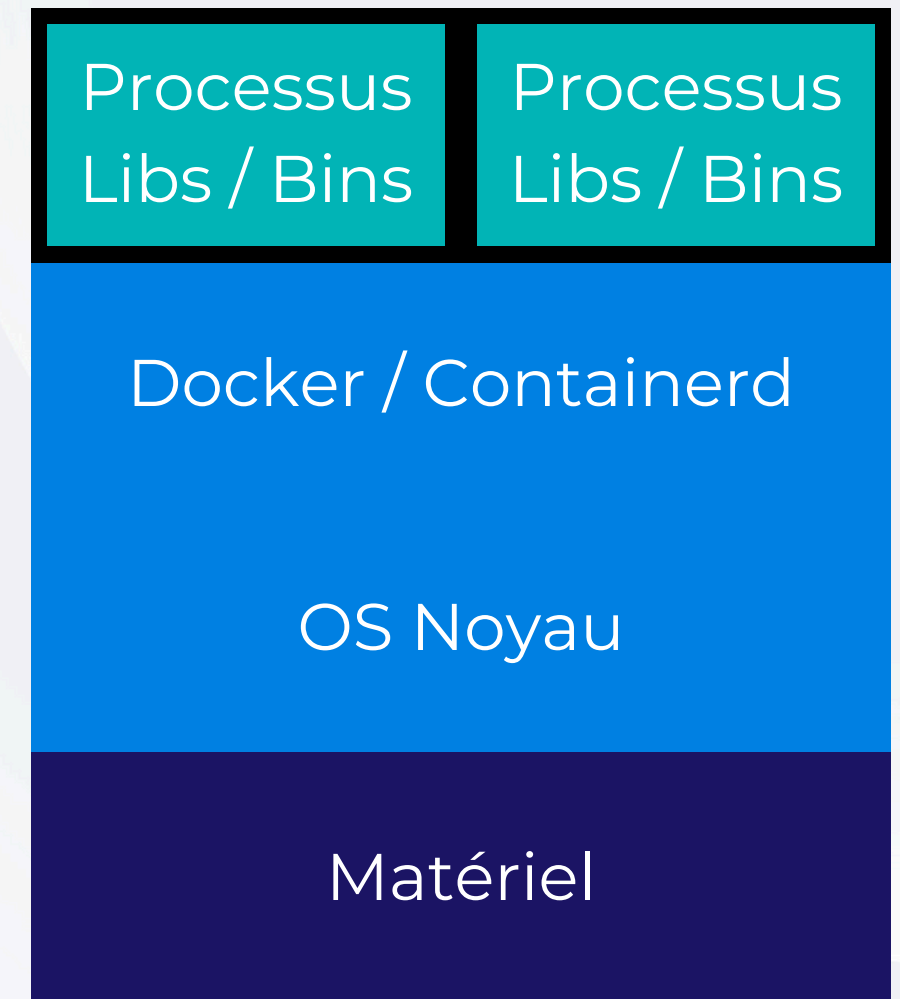 Processus
Libs / Bins
Processus
Libs / Bins
Docker / Containerd
OS Noyau
Matériel